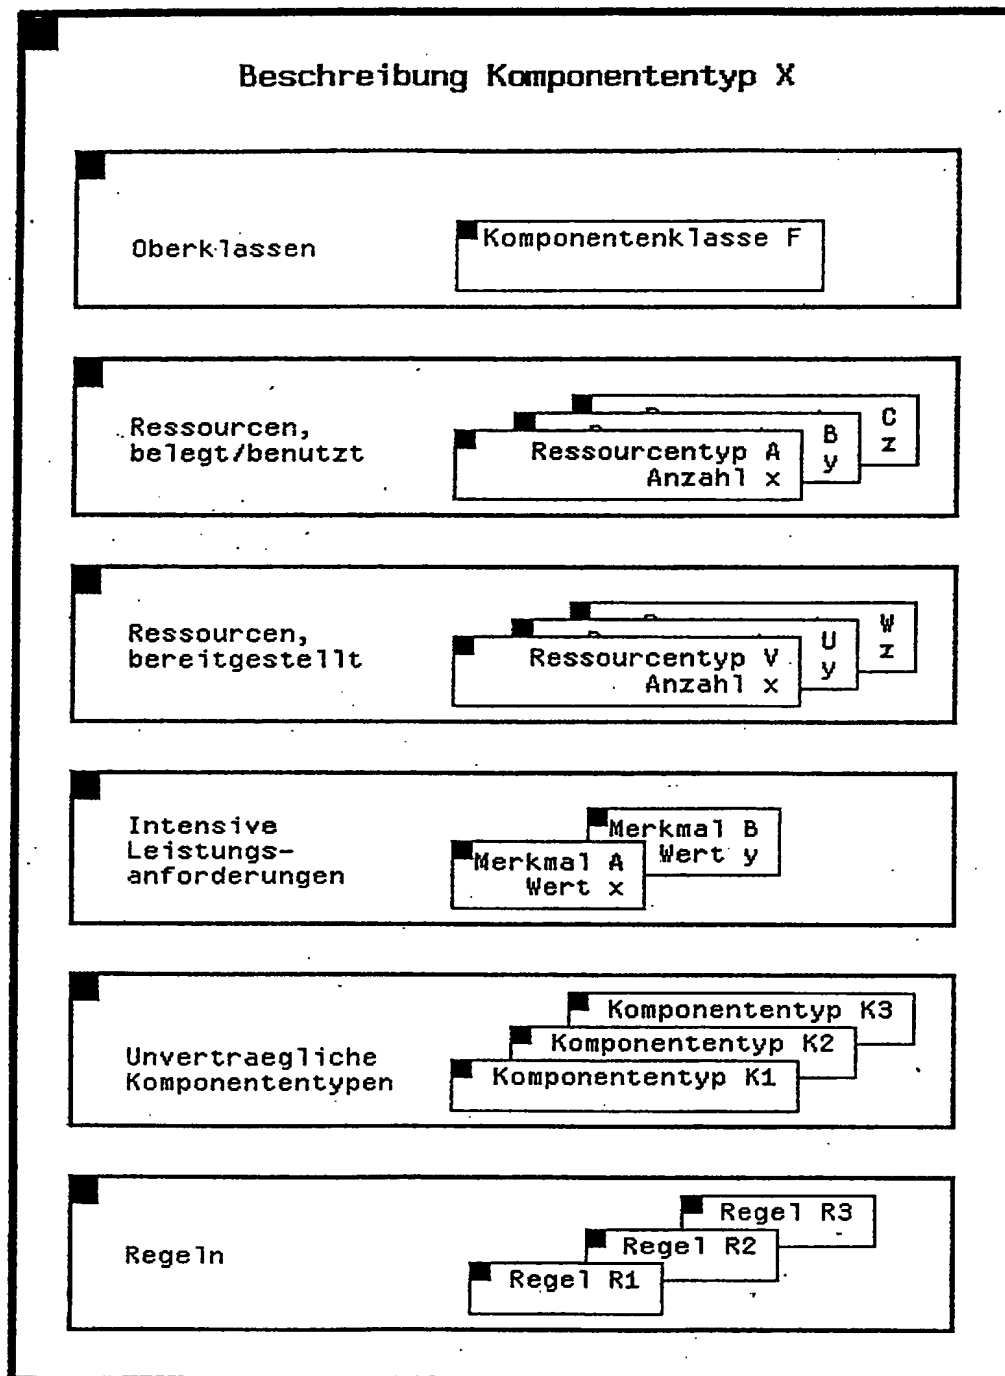 Beschreibung Komponententyp X
Oberklassen
Komponentenklasse F
Ressourcen,
belegt/benutzt
C
z
B
y
Ressourcentyp A
Anzahl x
Ressourcen,
bereitgestellt
W
z
U
y
Ressourcentyp V
Anzahl x
Intensive
Leistungs-
anforderungen
Merkmal B
Wert y
Merkmal A
Wert x
Unvertraegliche
Komponententypen
Komponententyp K3
Komponententyp K2
Komponententyp K1
Regeln
Regel R3
Regel R2
Regel R1